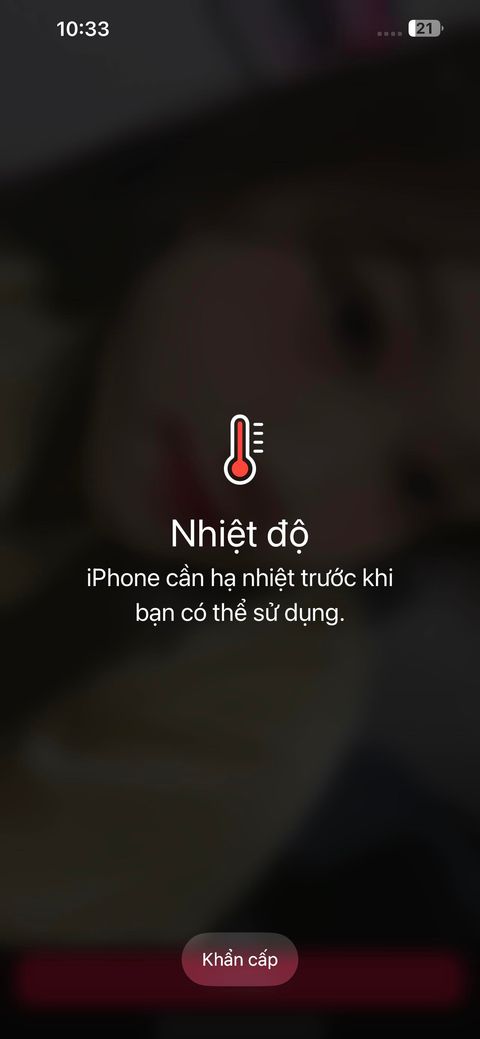 10:33
21
Nhiệt độ
iPhone cần hạ nhiệt trước khi
bạn có thể sử dụng.
Khẩn cấp